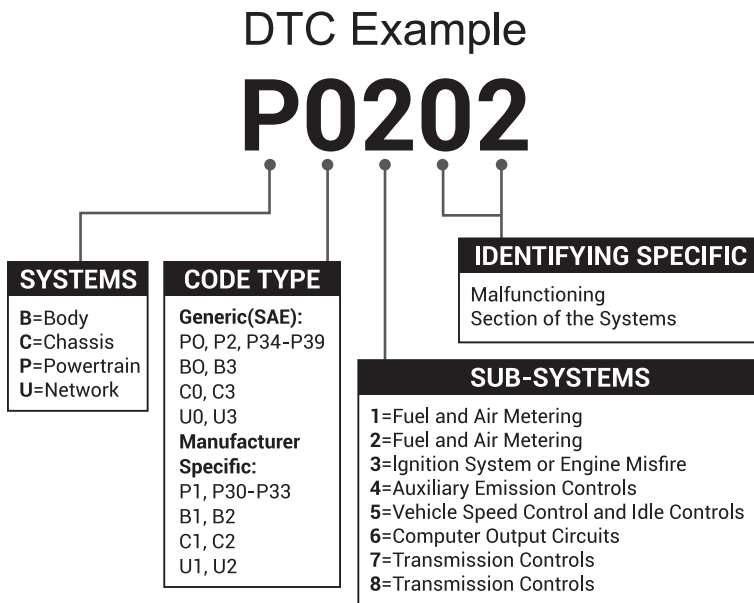 DTC Example
P0202
SYSTEMS
B=Body
C=Chassis
P=Powertrain
U=Network
CODE TYPE
Generic(SAE):
PO, P2, P34-P39
BO, B3
C0, C3
U0, U3
Manufacturer
Specific:
P1, P30-P33
B1, B2
C1, C2
U1, U2
IDENTIFYING SPECIFIC
Malfunctioning
Section of the Systems
SUB-SYSTEMS
1=Fuel and Air Metering
2=Fuel and Air Metering
3=Ignition System or Engine Misfire
4=Auxiliary Emission Controls
5=Vehicle Speed Control and Idle Controls
6=Computer Output Circuits
7=Transmission Controls
8=Transmission Controls